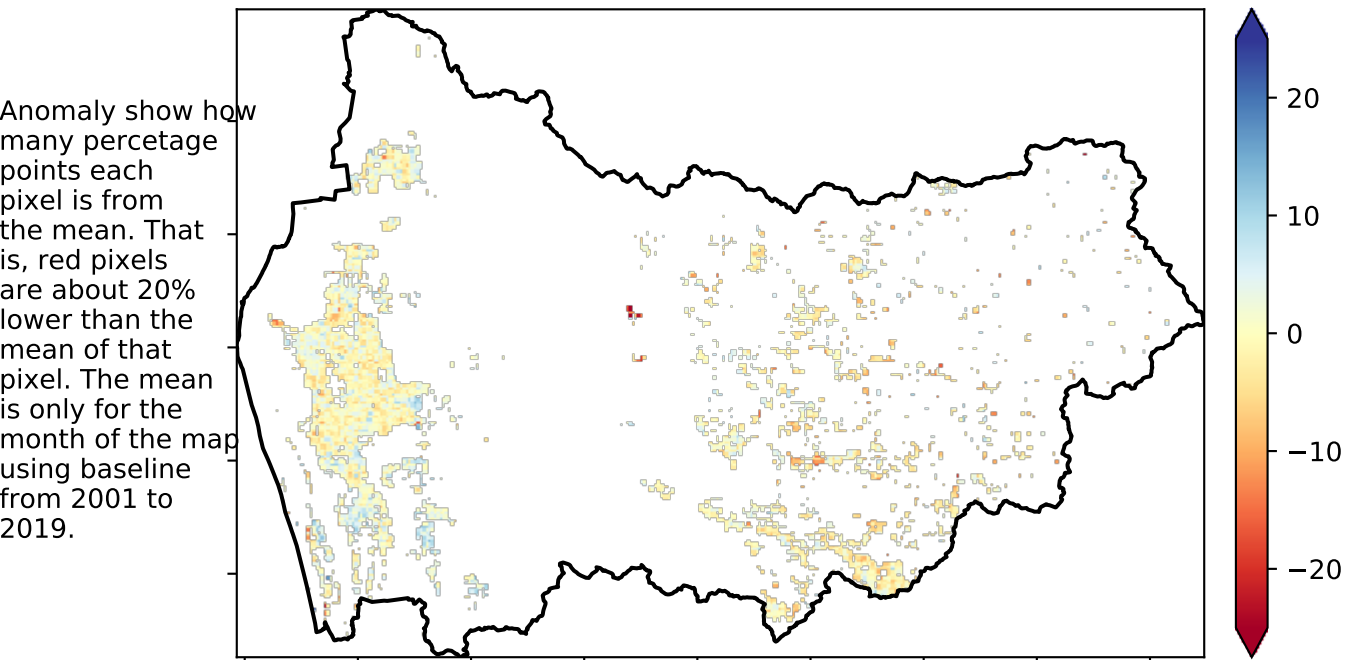 Anomaly show how
many percetage
points each
pixel is from
the mean. That
is, red pixels
are about 20%
lower than the
mean of that
pixel. The mean
is only for the
month of the map
using baseline
from 2001 to
2019.
20
10
0
−10
−20